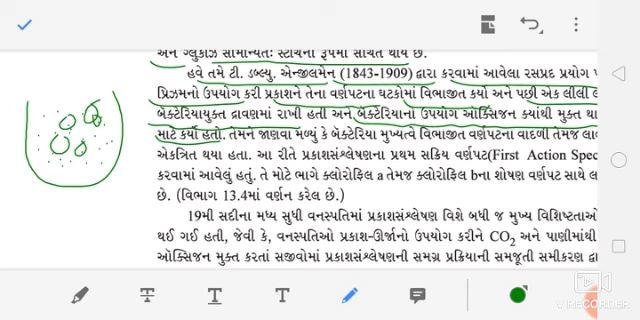 અને ગ્લુકોઝ સામાન્યતઃ સ્ટાર્ચના રૂપમાં સંચિત થાય છે.
હવે તમે ટી. ડબ્લ્યુ. એન્જીલમેન (1843-1909) દ્વારા કરવામાં આવેલા રસપ્રદ પ્રયોગ
પ્રિઝમનો ઉપયોગ કરી પ્રકાશને તેના વર્ણપટના ઘટકોમાં વિભાજીત કર્યો અને પછી એક લીલી
બૅક્ટેરિયાયુક્ત દ્રાવણમાં રાખી હતી અને બૅક્ટેરિયાનો ઉપયોગ ઑક્સિજન ક્યાંથી મુક્ત
માટે કર્યો હતો. તેમને જાણવા મળ્યું કે બૅક્ટેરિયા મુખ્યત્વે વિભાજીત વર્ણપટના વાદળી તેમજ
એકત્રિત થયા હતા. આ રીતે પ્રકાશસંશ્લેષણના પ્રથમ સક્રિય વર્ણપટ (First Action Spec
કરવામાં આવેલું હતું. તે મોટે ભાગે ક્લોરોફિલ a તેમજ ક્લોરોફિલ bના શોષણ વર્ણપટ સાથે
છે. (વિભાગ 13.4માં વર્ણન કરેલ છે.)
19મી સદીના મધ્ય સુધી વનસ્પતિમાં પ્રકાશસંશ્લેષણ વિશે બધી જ મુખ્ય વિશિષ્ટતાઓ
થઈ ગઈ હતી, જેવી કે, વનસ્પતિઓ પ્રકાશ-ઊર્જાનો ઉપયોગ કરીને CO2 અને પાણીમાંથી
ઑક્સિજન મુક્ત કરતાં સજીવોમાં પ્રકાશસંશ્લેષણની સમગ્ર પ્રક્રિયાની સમજૂતી સમીકરણ
V RECORDER